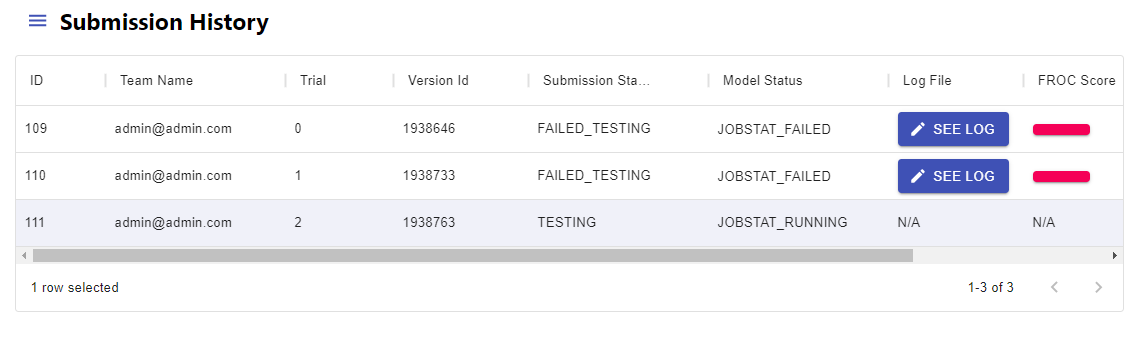 Submission History
ID Team Name Trial Version Id Submission Sta... Model Status Log File FROC Score
109 admin@admin.com 0 1938646 FAILED_TESTING JOBSTAT_FAILED SEE LOG
110 admin@admin.com 1 1938733 FAILED_TESTING JOBSTAT_FAILED SEE LOG
111 admin@admin.com 2 1938763 TESTING JOBSTAT_RUNNING N/A N/A
1 row selected 1-3 of 3